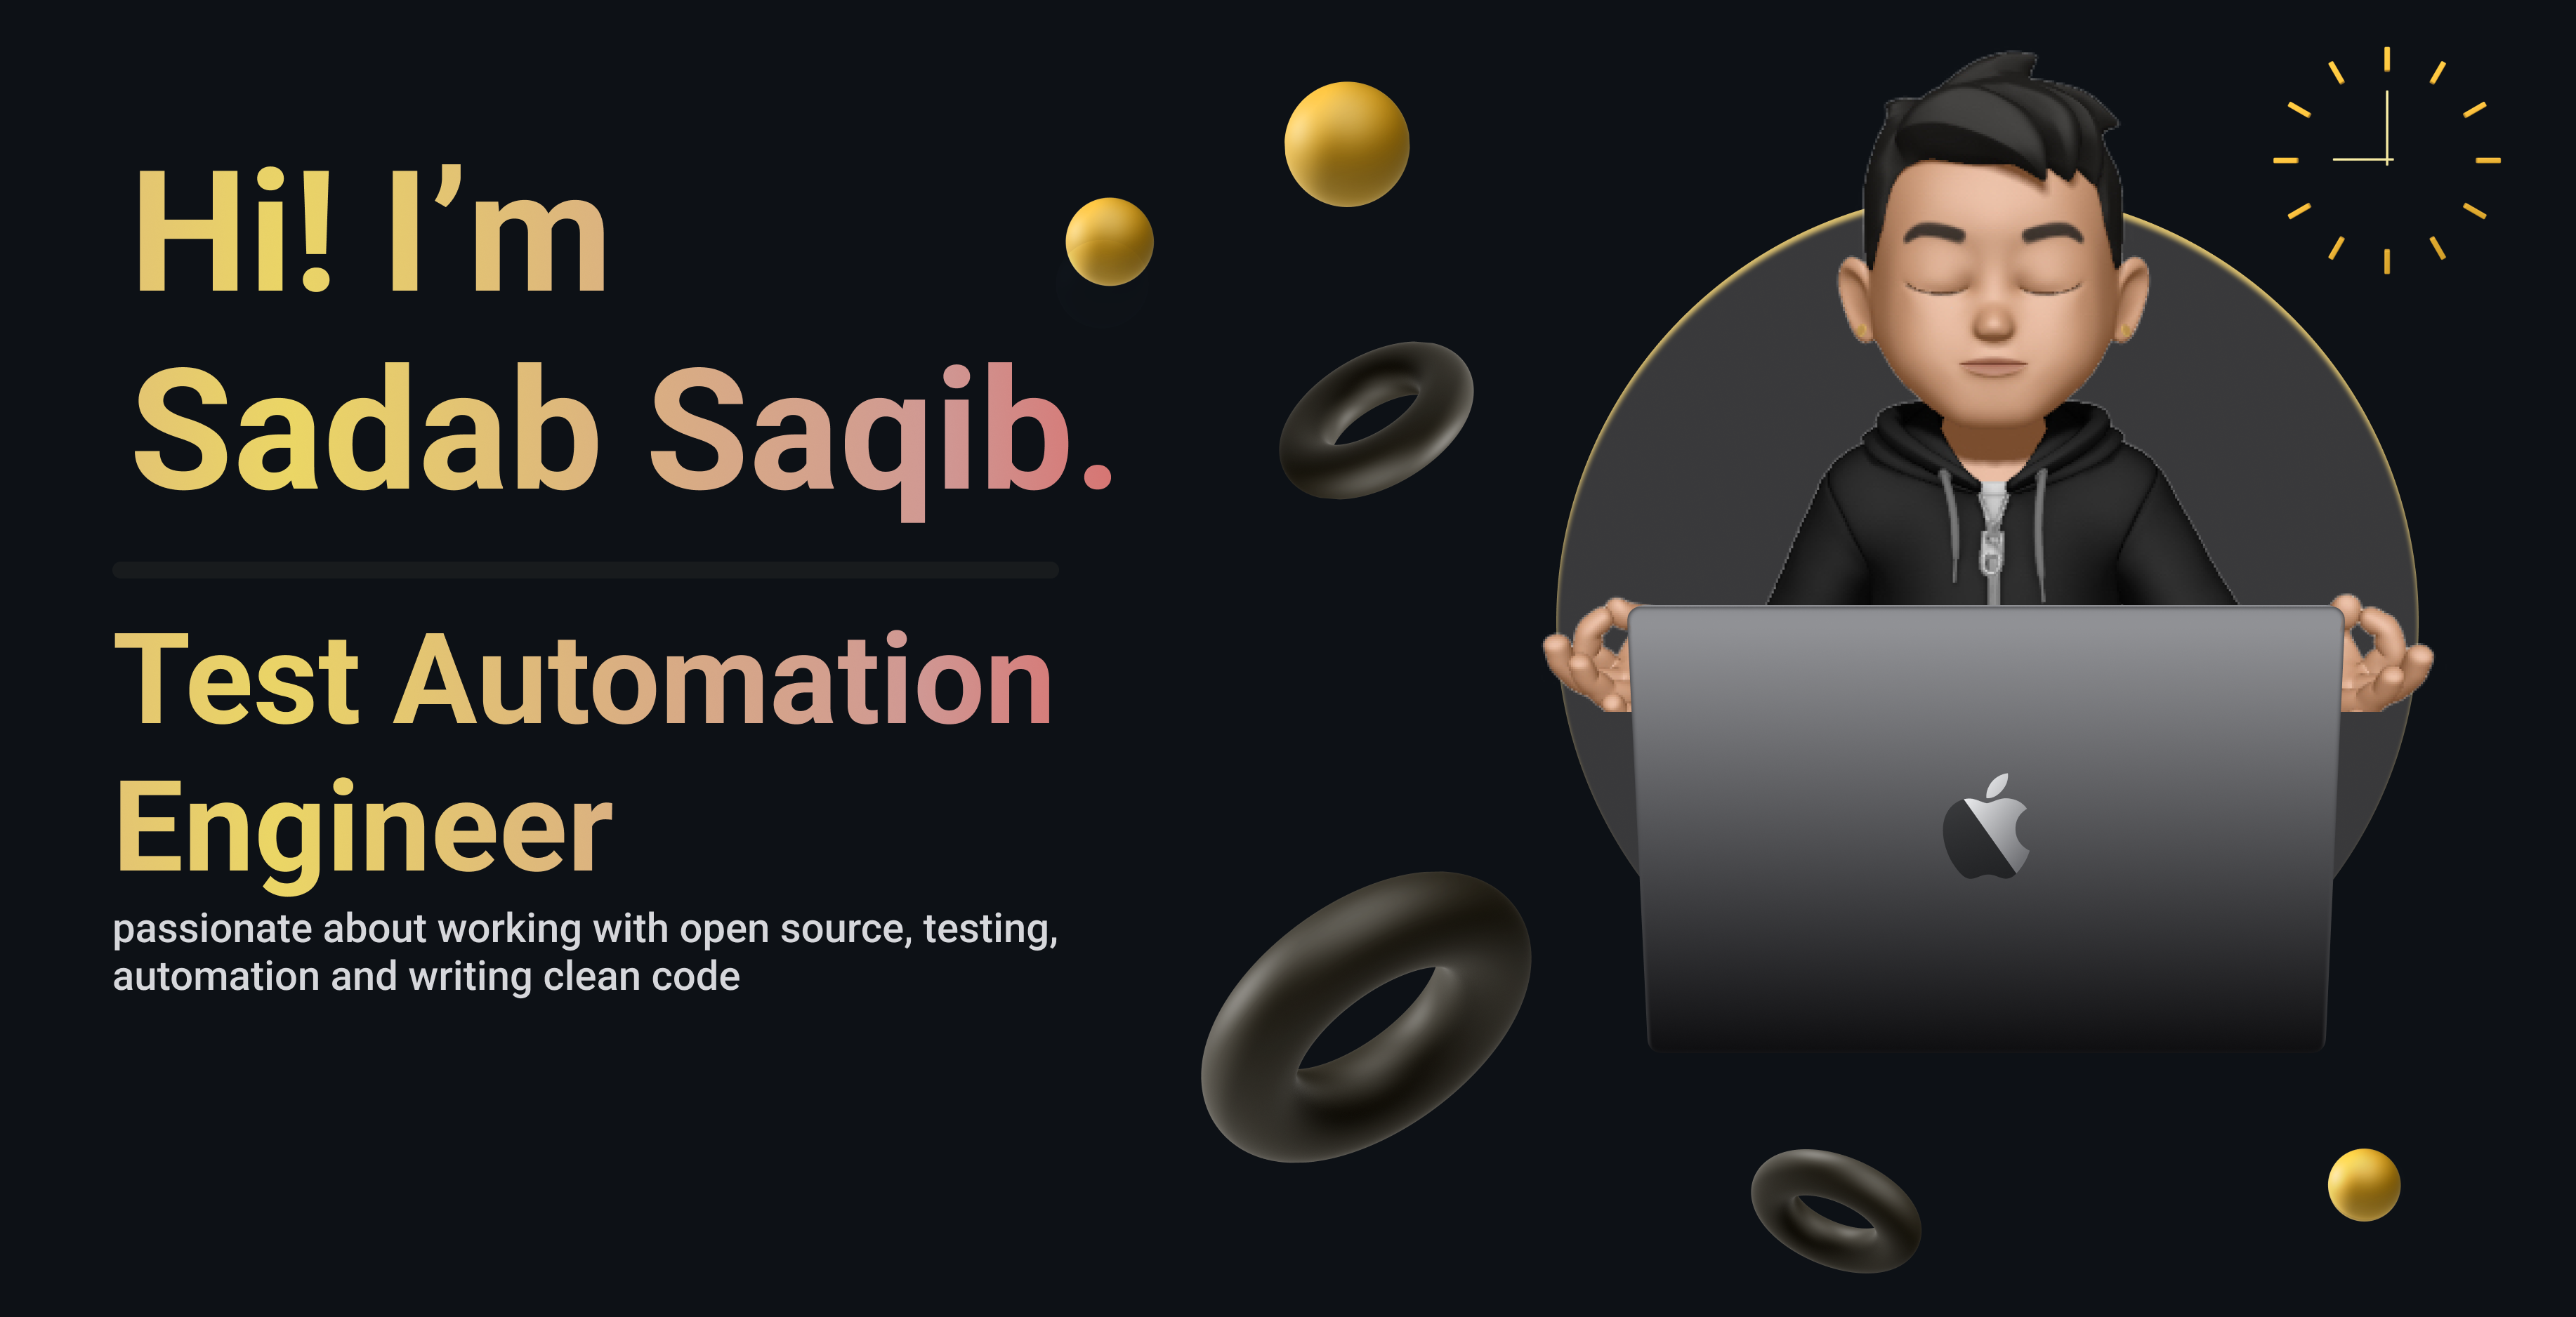 Hi! I’m
Sadab Saqib.
Test Automation
Engineer
passionate about working with open source, testing,
automation and writing clean code